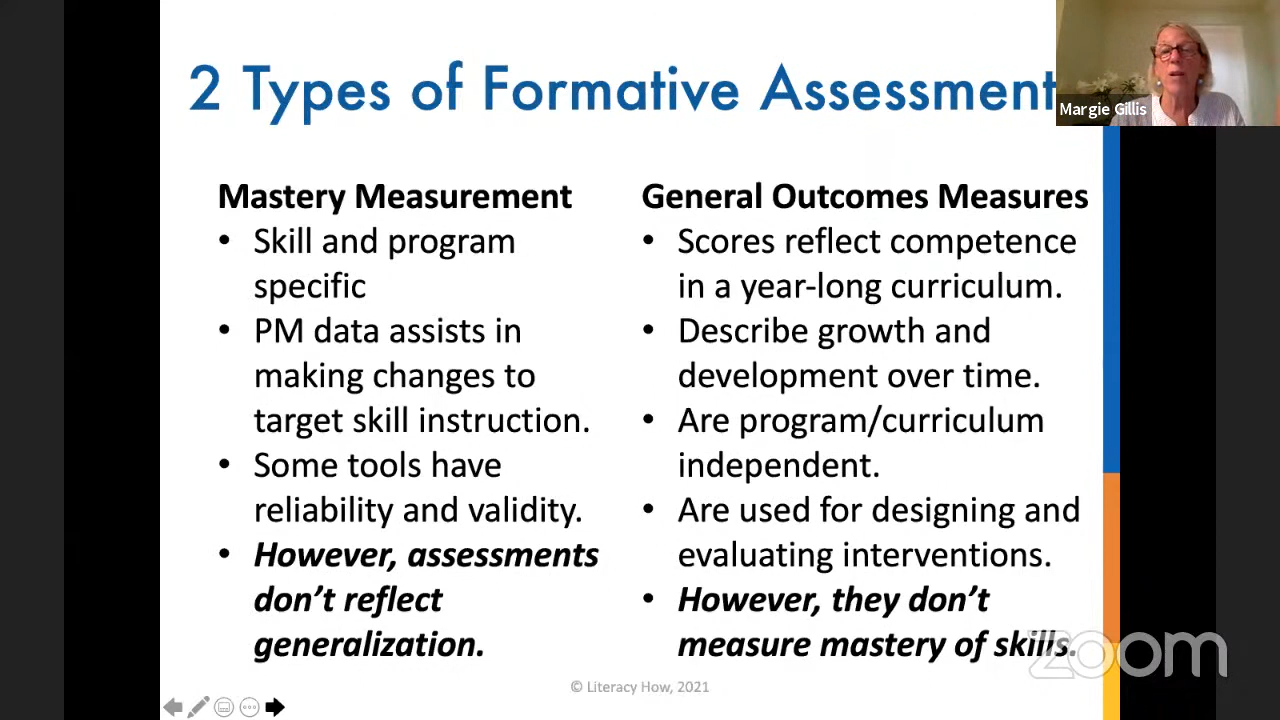 2 Types of Formative Assessment
Margie Gillis
Mastery Measurement
• Skill and program
specific
• PM data assists in
making changes to
target skill instruction.
• Some tools have
reliability and validity.
• However, assessments
don’t reflect
generalization.
General Outcomes Measures
• Scores reflect competence
in a year-long curriculum.
• Describe growth and
development over time.
• Are program/curriculum
independent.
• Are used for designing and
evaluating interventions.
• However, they don’t
measure mastery of skills.
zoom
© Literacy How, 2021